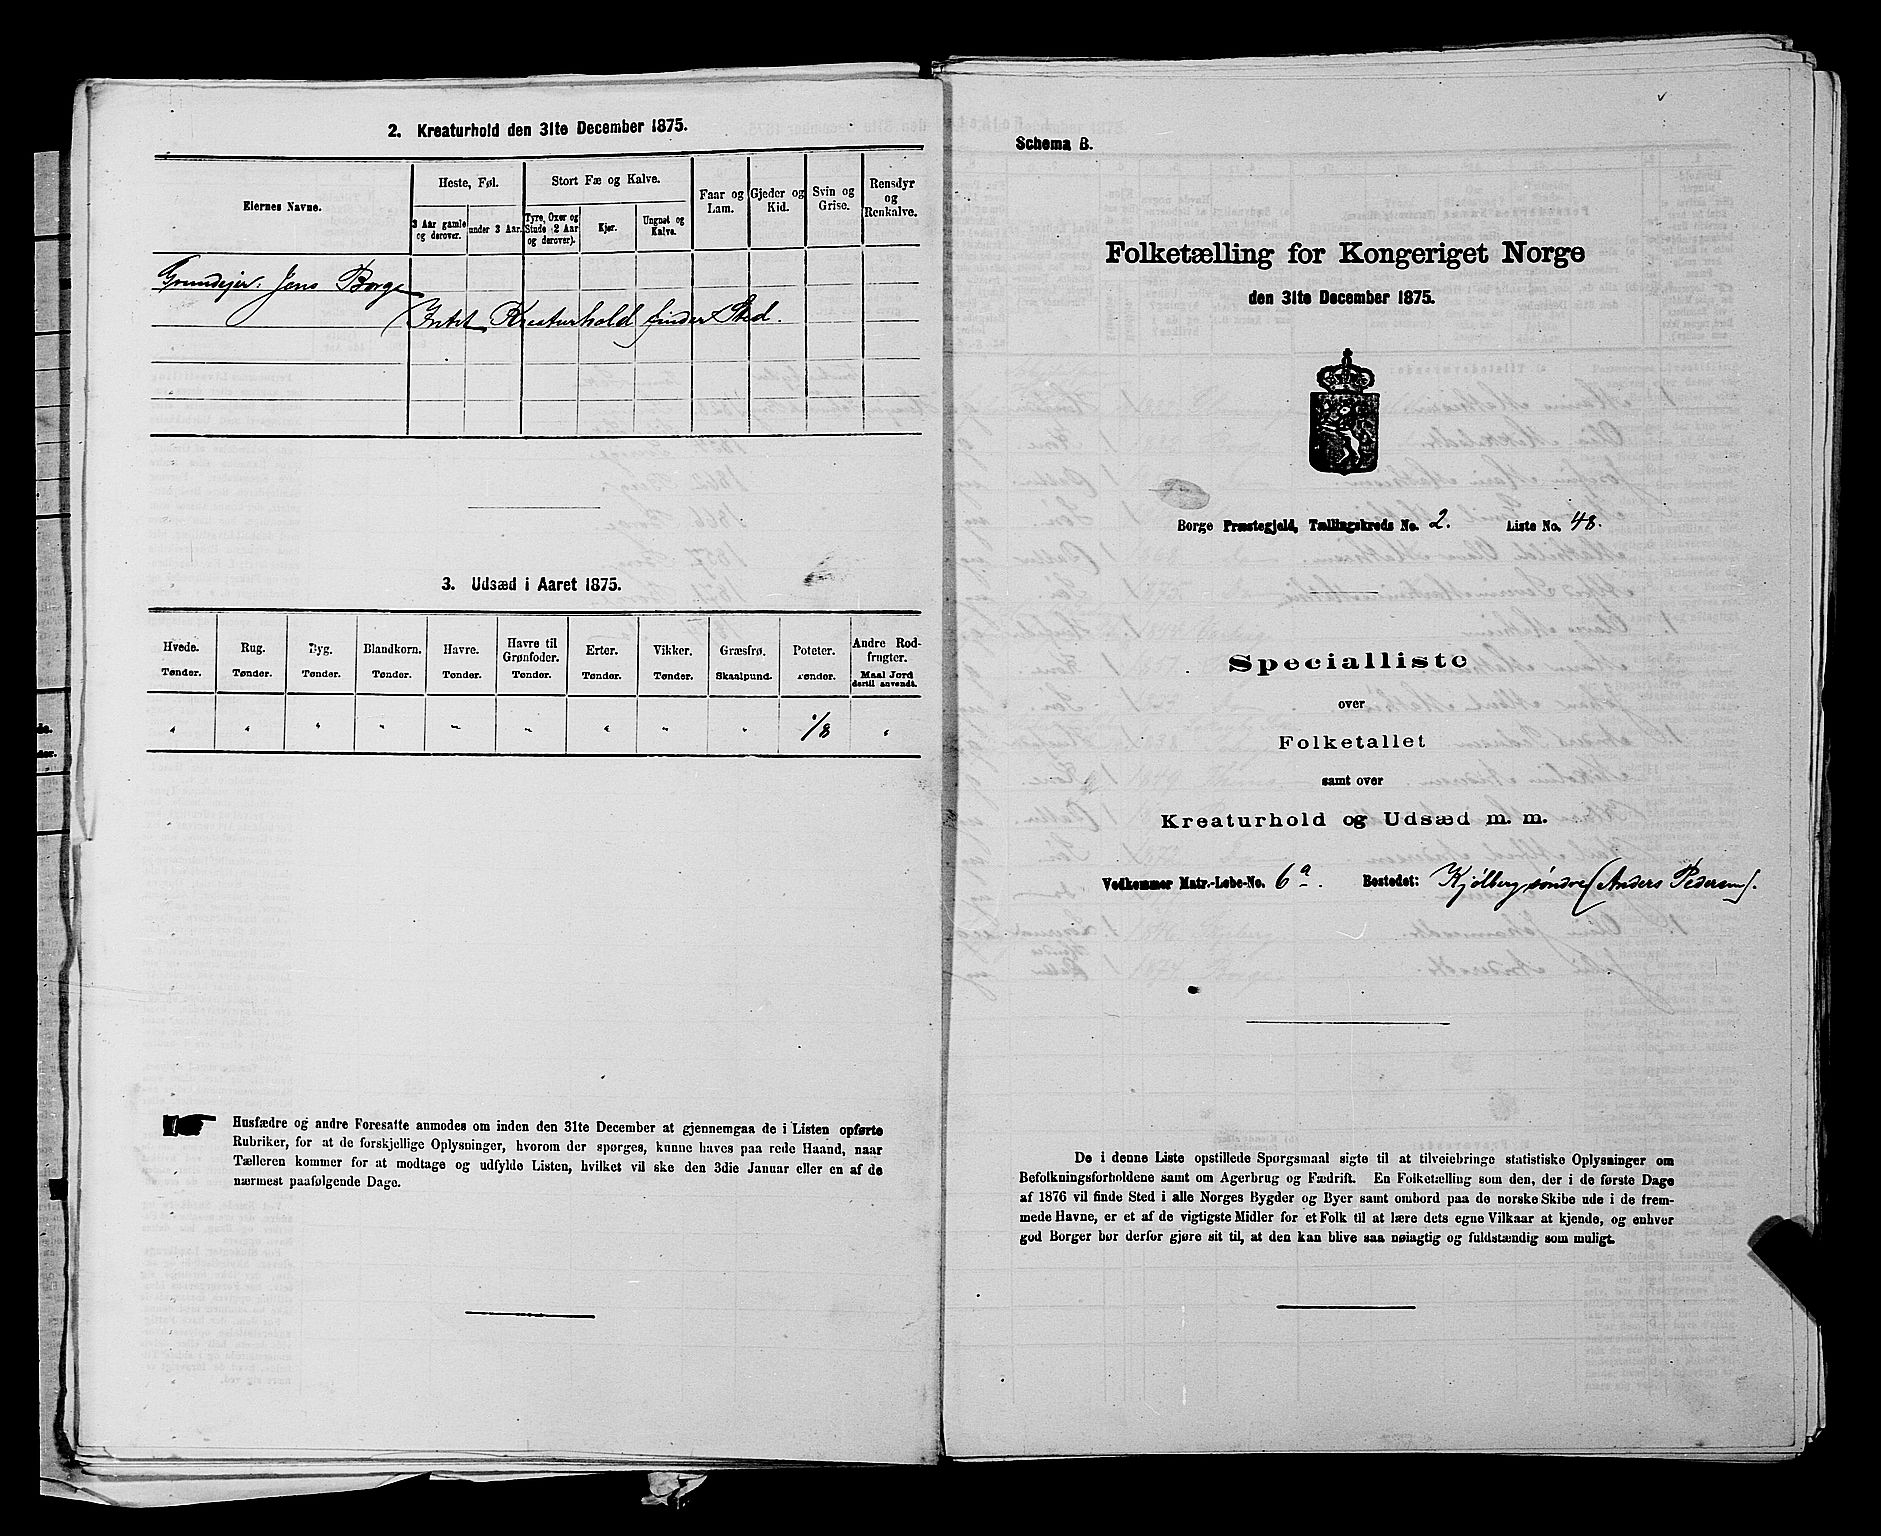 2. Kreaturhold den 31te December 1875.
Eiernes Navne.
Heste, Føl.
Stort Fæ og Kalve.
Faar og Lam.
Gjeder og Kid.
Svin og Grise.
Rensdyr og Renkalve.
3 Aar gamle og derover.
under 3 Aar.
Tyre, Oxer og Stude (2 Aar og derover).
Kjør.
Ungnøt og Kalve.
Grundejer. Jens Borge
Intet Kreaturhold finder Sted.
3. Udsæd i Aaret 1875.
Hvede. Rug. Byg. Blandkorn. Havre. Havre til Grønfoder. Erter. Vikker. Græsfrø. Poteter. Andre Rodfrugter.
Tønder. Tønder. Tønder. Tønder. Tønder. Tønder. Tønder. Tønder. Skaalpund. Tønder. Maal Jord dertil anvendt.
" " " " " " " " " 1/8 "
Husfædre og andre Foresatte anmodes om inden den 31te December at gjennemgaa de i Listen opførte
Rubriker, for at de forskjellige Oplysninger, hvorom der spørges, kunne haves paa rede Haand, naar
Tælleren kommer for at modtage og udfylde Listen, hvilket vil ske den 3die Januar eller en af de
nærmest paafølgende Dage.
Schema B.
Folketælling for Kongeriget Norge
den 31te December 1875.
Borge Præstegjeld, Tællingskreds No. 2. Liste No. 48.
Specialliste
over
Folketallet
samt over
Kreaturhold og Udsæd m. m.
Vedkommer Matr.-Løbe-No. 6a. Bostedet: Kjölberg söndre (Anders Pedersen).
De i denne Liste opstillede Spørgsmaal sigte til at tilveiebringe statistiske Oplysninger om
Befolkningsforholdene samt om Agerbrug og Fædrift. En Folketælling som den, der i de første Dage
af 1876 vil finde Sted i alle Norges Bygder og Byer samt ombord paa de norske Skibe ude i de frem-
mede Havne, er et af de vigtigste Midler for et Folk til at lære dets egne Vilkaar at kjende, og enhver
god Borger bør derfor gjøre sit til, at den kan blive saa nøiagtig og fuldstændig som muligt.